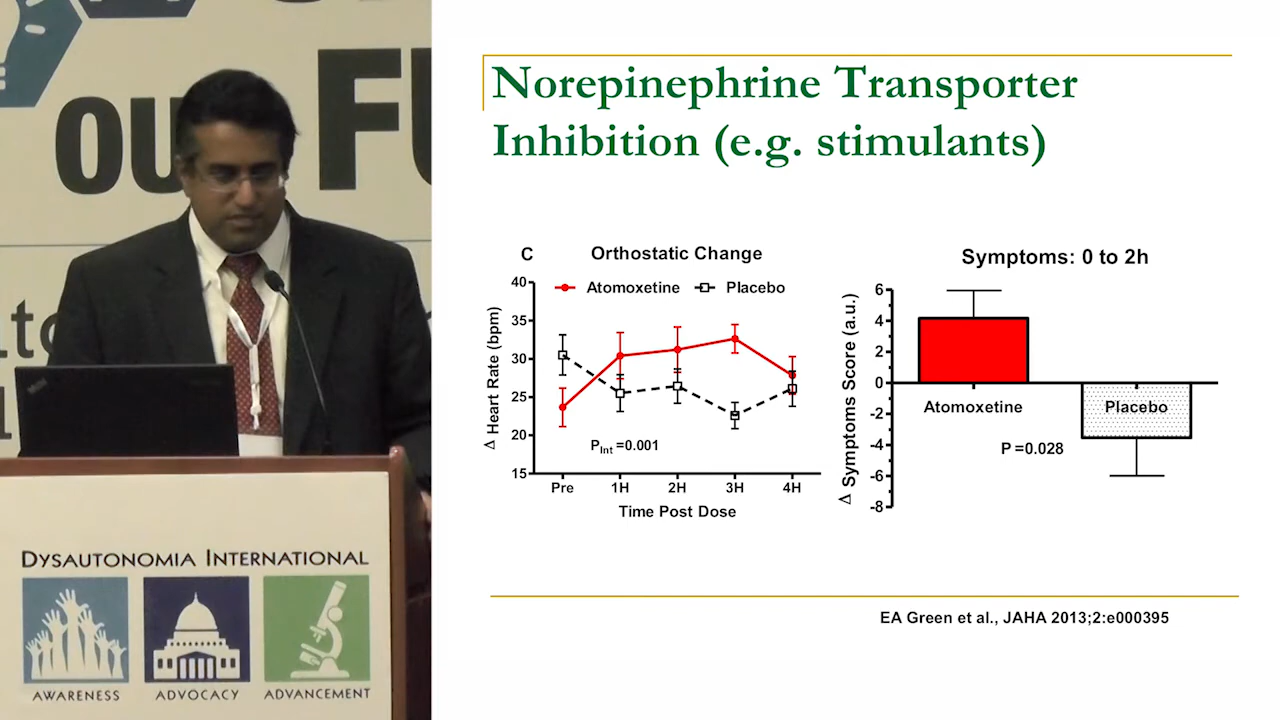 OU
FU
Norepinephrine Transporter
Inhibition (e.g. stimulants)
C
Orthostatic Change
Atomoxetine
Placebo
Δ Heart Rate (bpm)
40
35
30
25
20
15
P_Int =0.001
Pre
1H
2H
3H
4H
Time Post Dose
Symptoms: 0 to 2h
Δ Symptoms Score (a.u.)
6
4
2
0
-2
-4
-6
-8
Atomoxetine
Placebo
P =0.028
EA Green et al., JAHA 2013;2:e000395
DYSAUTONOMIA INTERNATIONAL
AWARENESS
ADVOCACY
ADVANCEMENT